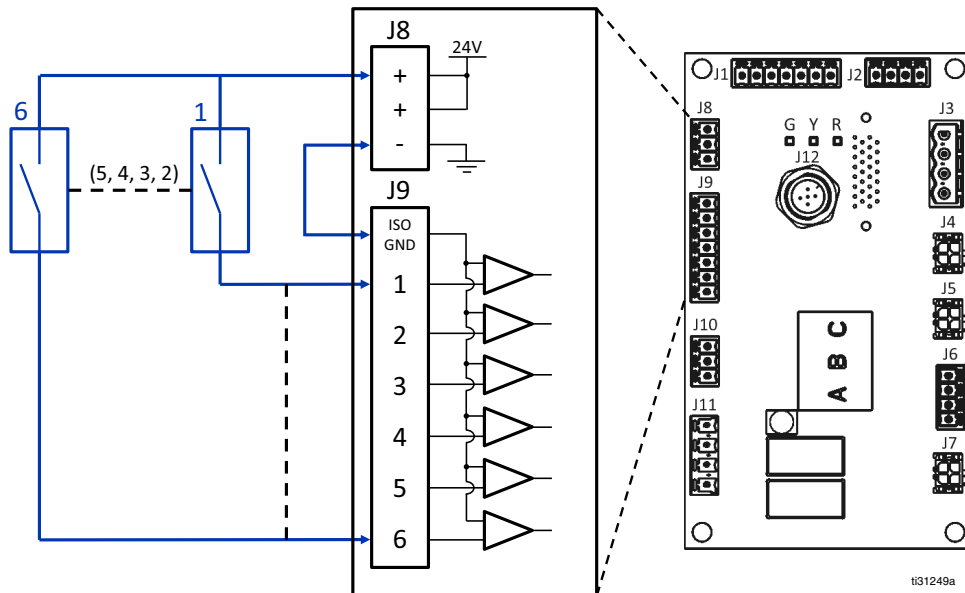 J8
24V
+
+
-
6
1
(5, 4, 3, 2)
J9
ISO
GND
1
2
3
4
5
6
J1
J2
J8
G Y R
J3
J12
J9
J4
J5
J10
A B C
J6
J11
J7
ti31249a